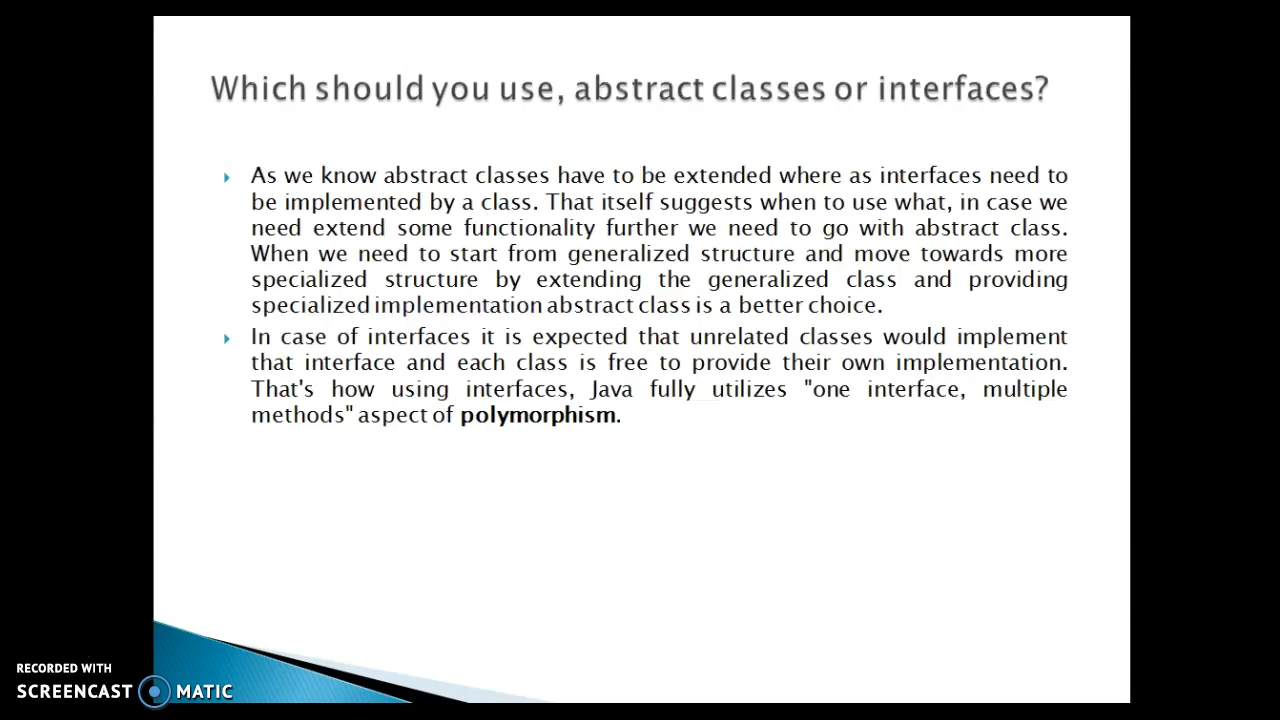 Which should you use, abstract classes or interfaces?
As we know abstract classes have to be extended where as interfaces need to
be implemented by a class. That itself suggests when to use what, in case we
need extend some functionality further we need to go with abstract class.
When we need to start from generalized structure and move towards more
specialized structure by extending the generalized class and providing
specialized implementation abstract class is a better choice.
In case of interfaces it is expected that unrelated classes would implement
that interface and each class is free to provide their own implementation.
That's how using interfaces, Java fully utilizes "one interface, multiple
methods" aspect of polymorphism.
RECORDED WITH
SCREENCAST MATIC